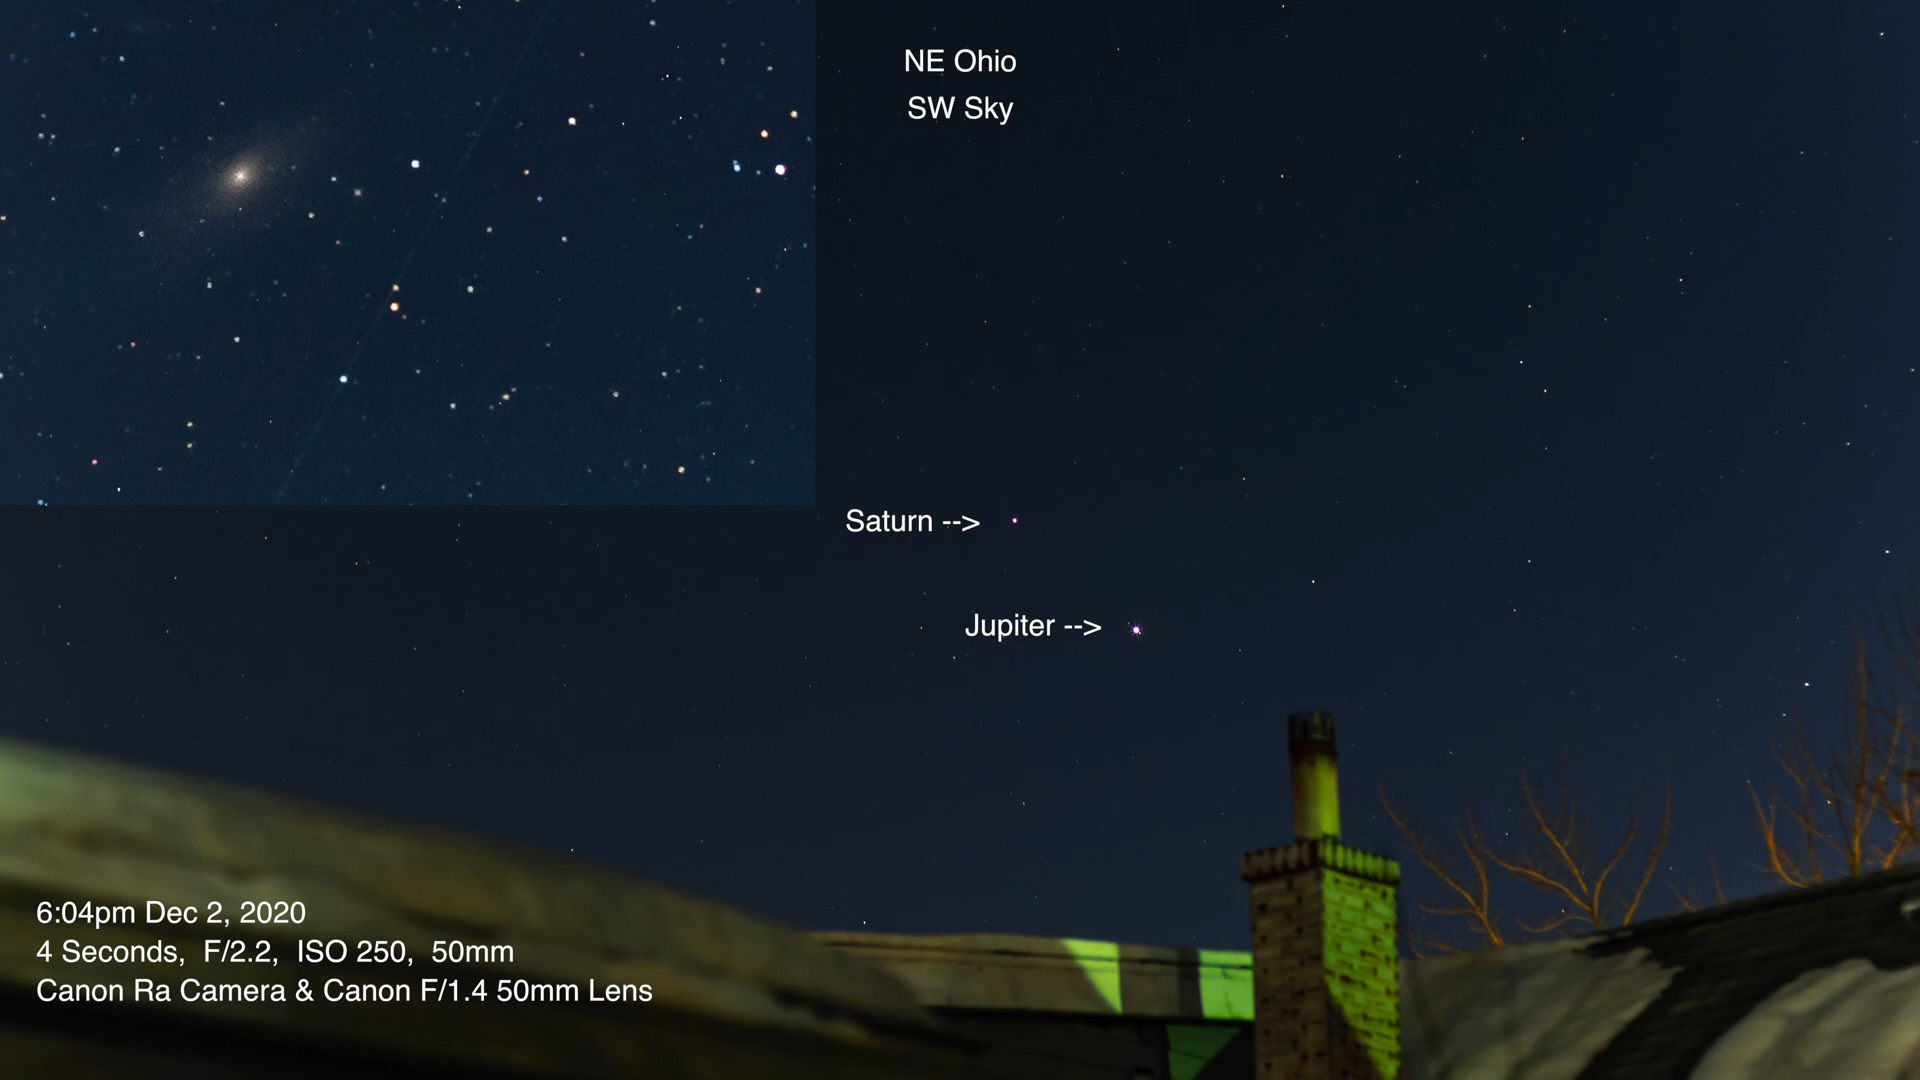 NE Ohio
SW Sky
Saturn -->
Jupiter -->
6:04pm Dec 2, 2020
4 Seconds, F/2.2, ISO 250, 50mm
Canon Ra Camera & Canon F/1.4 50mm Lens